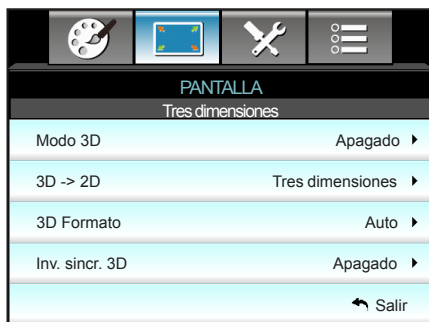 PANTALLA
Tres dimensiones
Modo 3D Apagado
3D -> 2D Tres dimensiones
3D Formato Auto
Inv. sincr. 3D Apagado
Salir